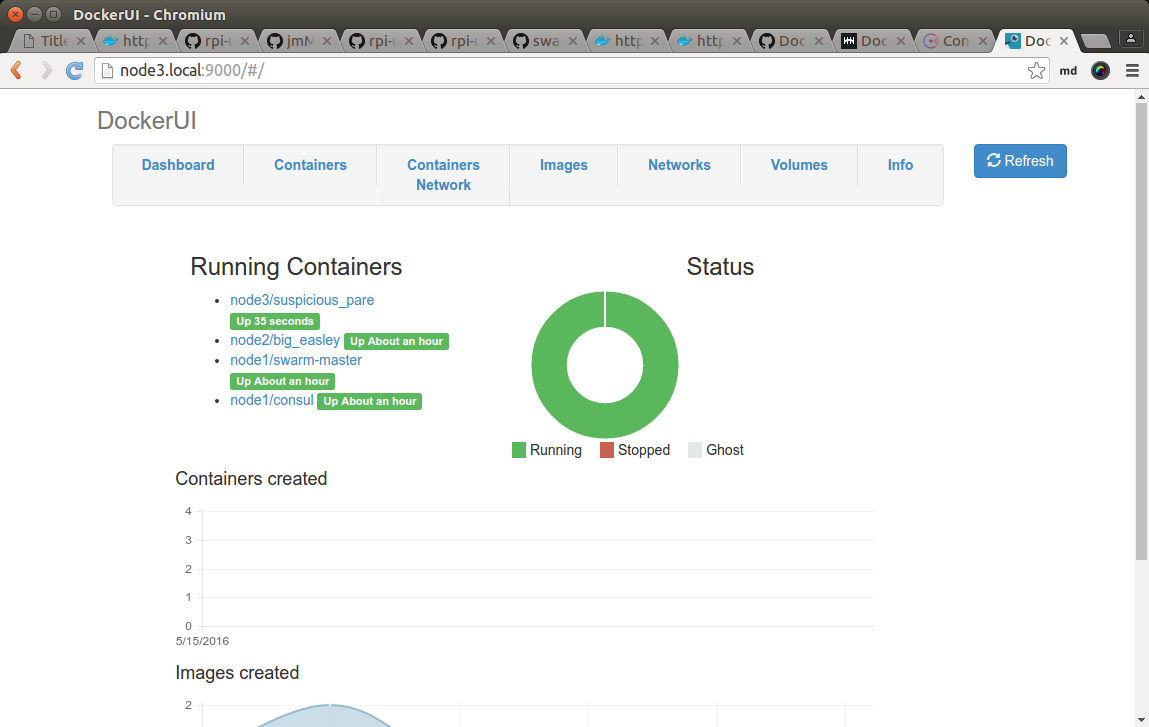 DockerUI - Chromium
Title http rpi-u jmM rpi-u rpi-u swa http http Doc Doc Con Doc
node3.local:9000/#/ md
DockerUI
Dashboard Containers Containers Network Images Networks Volumes Info Refresh
Running Containers
node3/suspicious_pare
Up 35 seconds
node2/big_easley Up About an hour
node1/swarm-master
Up About an hour
node1/consul Up About an hour
Status
Running Stopped Ghost
Containers created
4
3
2
1
0
5/15/2016
Images created
2